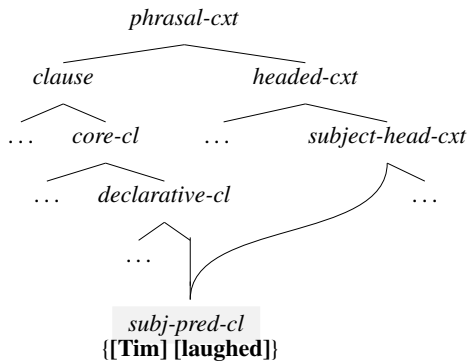 phrasal-cxt
clause headed-cxt
... core-cl ... subject-head-cxt
... declarative-cl ...
...
subj-pred-cl
{[Tim] [laughed]}